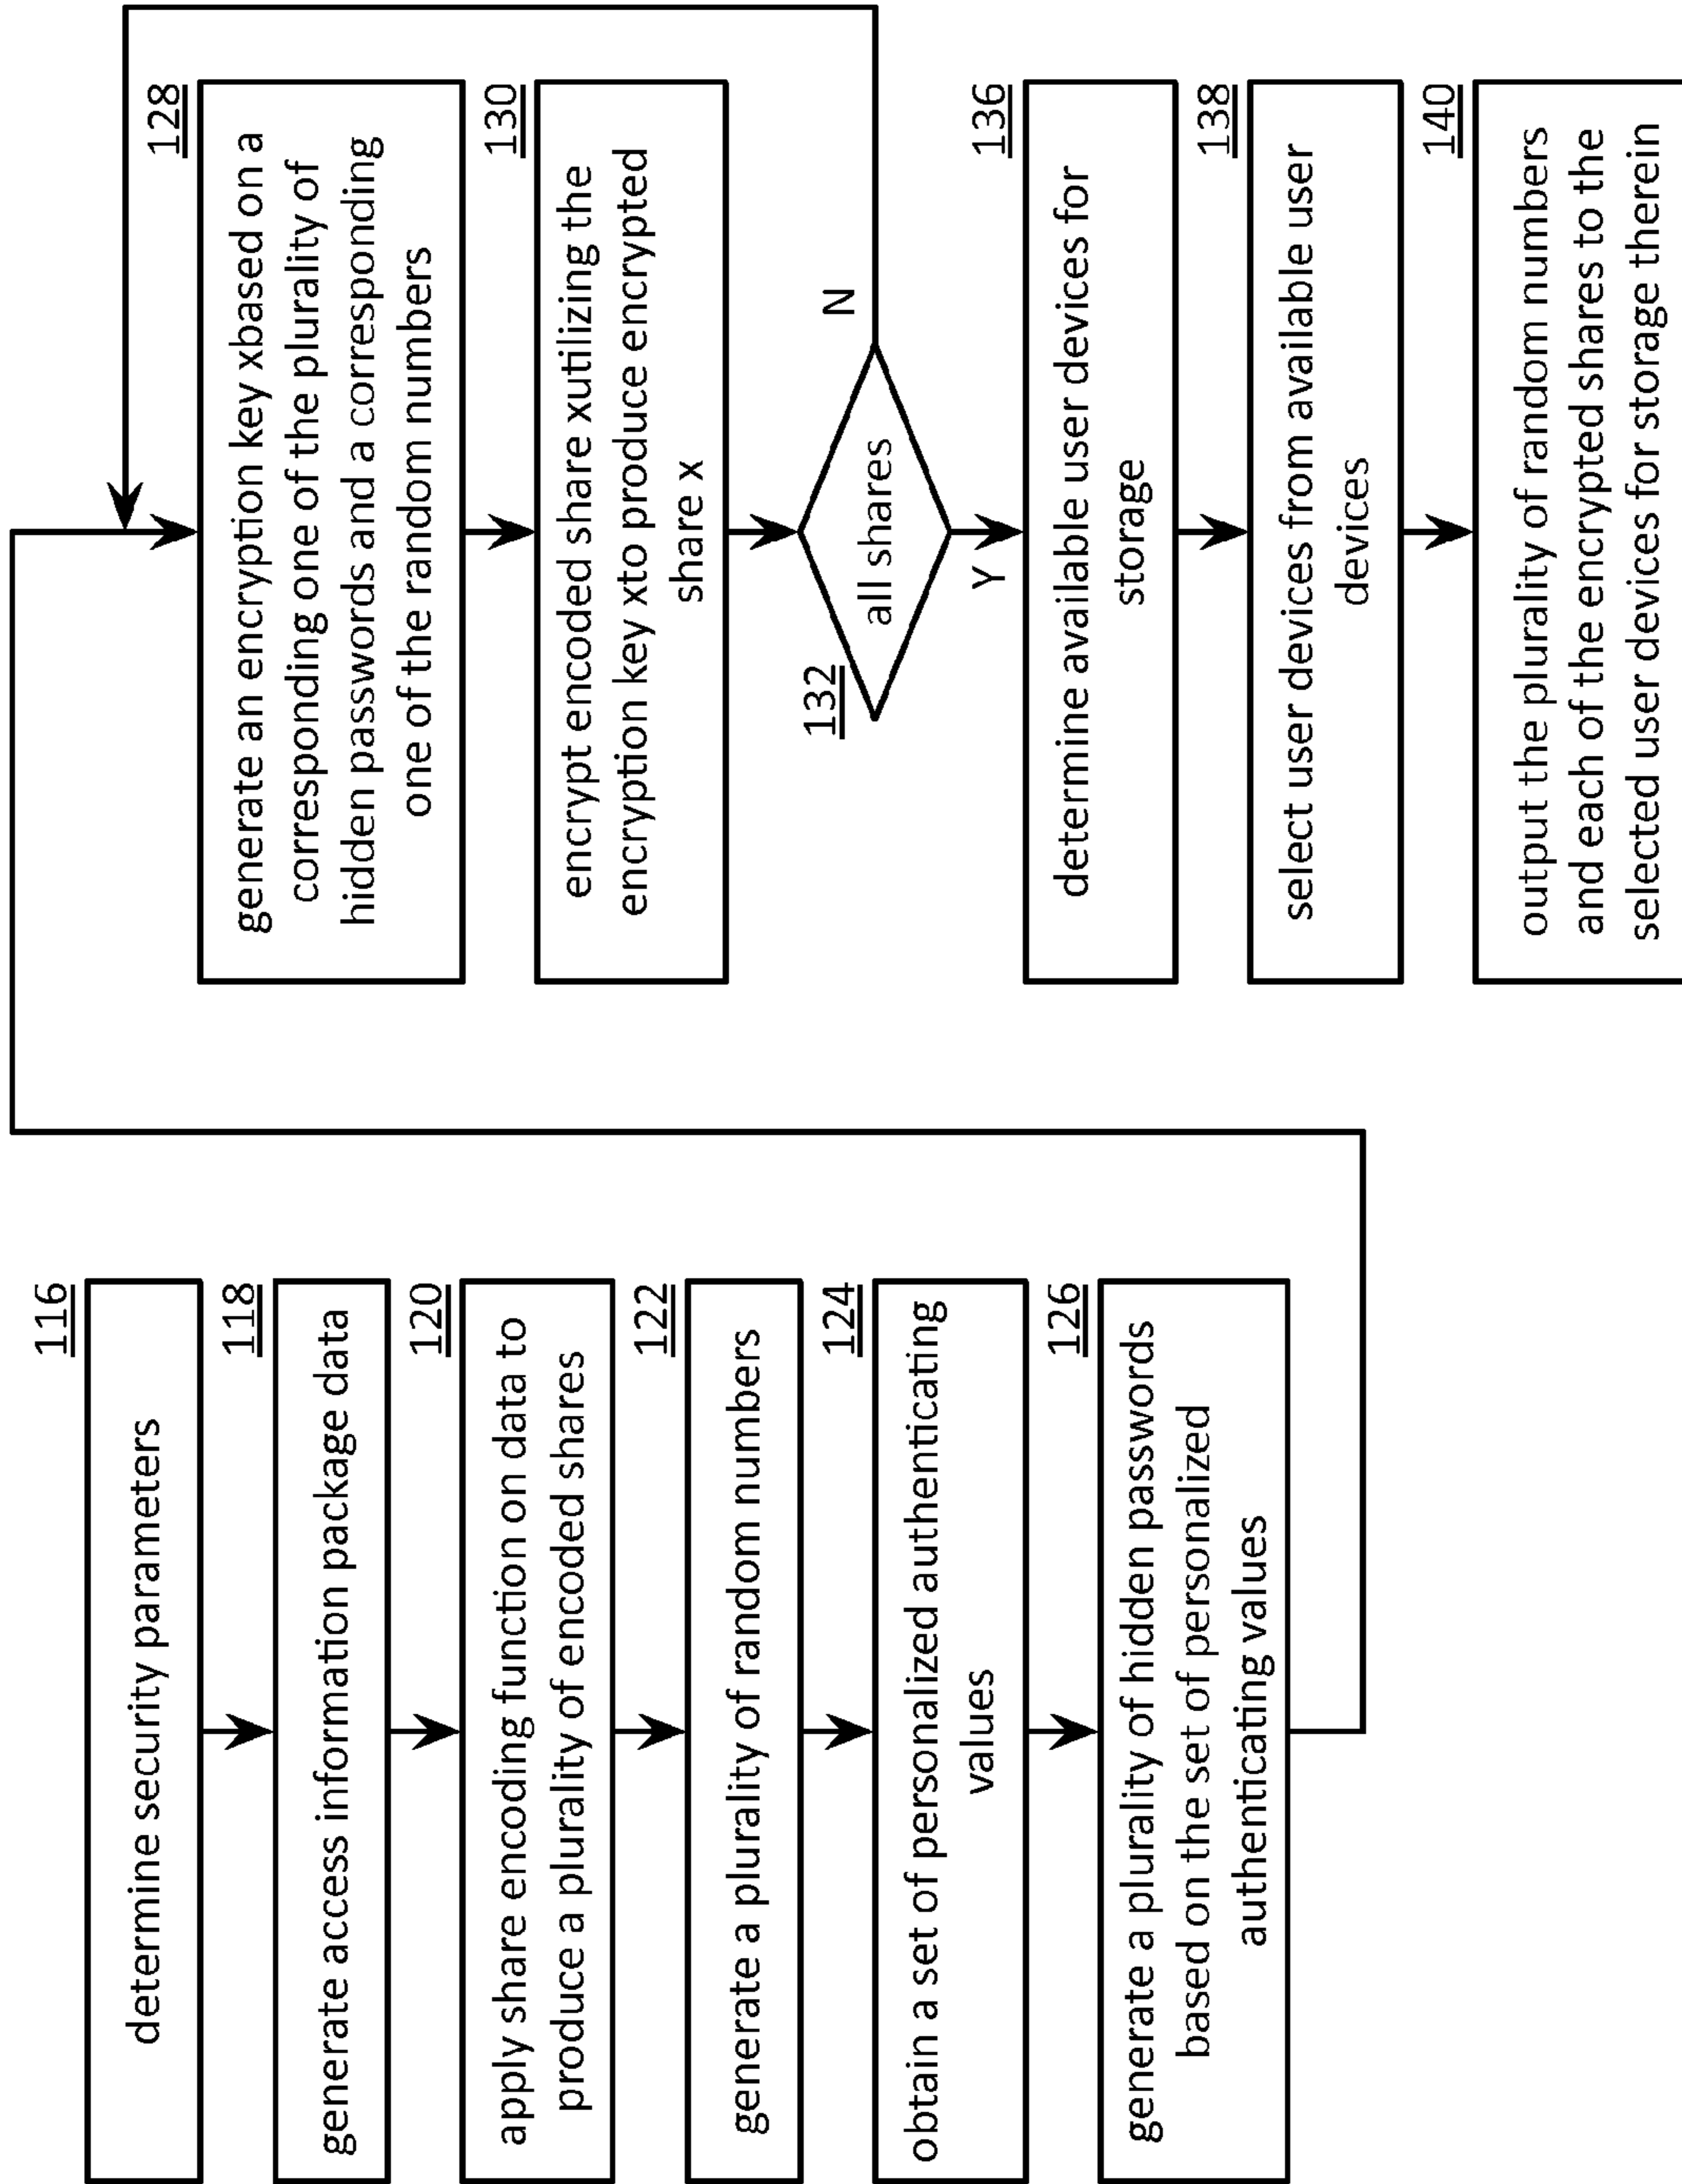 116
determine security parameters
118
generate access information package data
120
apply share encoding function on data to
produce a plurality of encoded shares
122
generate a plurality of random numbers
124
obtain a set of personalized authenticating
values
126
generate a plurality of hidden passwords
based on the set of personalized
authenticating values
128
generate an encryption key xbased on a
corresponding one of the plurality of
hidden passwords and a corresponding
one of the random numbers
130
encrypt encoded share xutilizing the
encryption key xto produce encrypted
share x
132
all shares
N
Y
136
determine available user devices for
storage
138
select user devices from available user
devices
140
output the plurality of random numbers
and each of the encrypted shares to the
selected user devices for storage therein